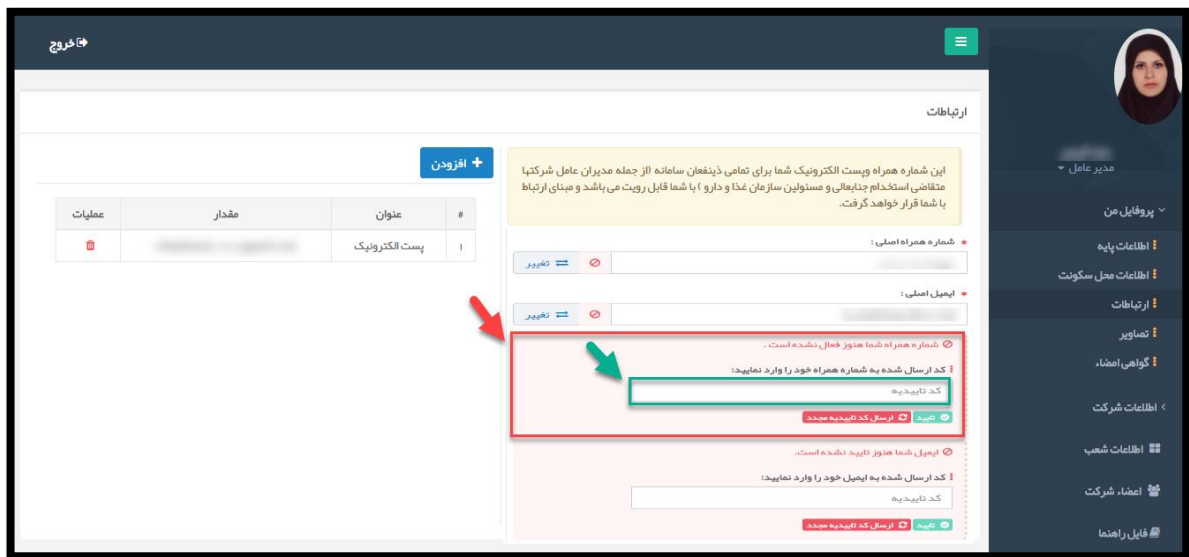 خروج
ارتباطات
مدیر عامل
پروفایل من
اطلاعات پایه
اطلاعات محل سکونت
ارتباطات
تصاویر
گواهی امضاء
اطلاعات شرکت
اطلاعات شعب
اعضاء شرکت
فایل راهنما
این شماره همراه وپست الکترونیک شما برای تمامی ذینفعان سامانه (از جمله مدیران عامل شرکتها
متقاضی استخدام جنابعالی و مسئولین سازمان غذا و دارو ) با شما قابل رویت می باشد و مبنای ارتباط
با شما قرار خواهد گرفت.
* شماره همراه اصلی :
تغییر
* ایمیل اصلی :
تغییر
شماره همراه شما هنوز فعال نشده است .
کد ارسال شده به شماره همراه خود را وارد نمایید:
کد تاییدیه
تایید ارسال کد تاییدیه مجدد
ایمیل شما هنوز تایید نشده است.
کد ارسال شده به ایمیل خود را وارد نمایید:
کد تاییدیه
تایید ارسال کد تاییدیه مجدد
+ افزودن
# عنوان مقدار عملیات
۱ پست الکترونیک